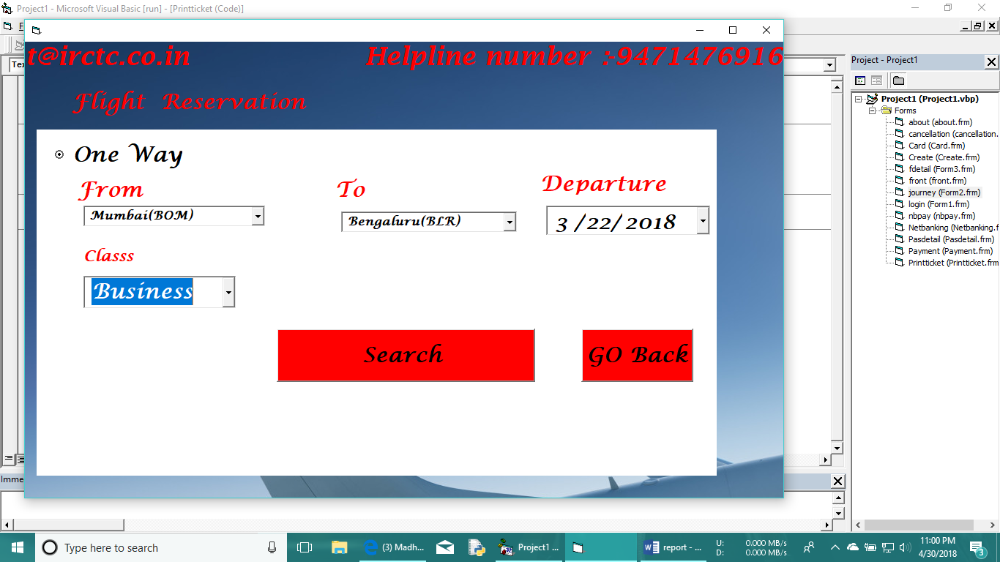 Project1 - Microsoft Visual Basic [run] - [Printticket (Code)]
F
Tex
t@irctc.co.in Helpline number :-9471476916
Flight Reservation
One Way
From To Departure
Mumbai(BOM) Bengaluru(BLR) 3 /22/ 2018
Classs
Business
Search GO Back
Imme
Project - Project1
Project1 (Project1.vbp)
Forms
about (about.frm)
cancellation (cancellation.
Card (Card.frm)
Create (Create.frm)
fdetail (Form3.frm)
front (front.frm)
journey (Form2.frm)
login (Form1.frm)
nbpay (nbpay.frm)
Netbanking (Netbanking.f
Pasdetail (Pasdetail.frm)
Payment (Payment.frm)
Printticket (Printticket.frm
Type here to search
(3) Madh...
Project1 ...
report - ...
U: 0.000 MB/s
D: 0.000 MB/s
11:00 PM
4/30/2018
3